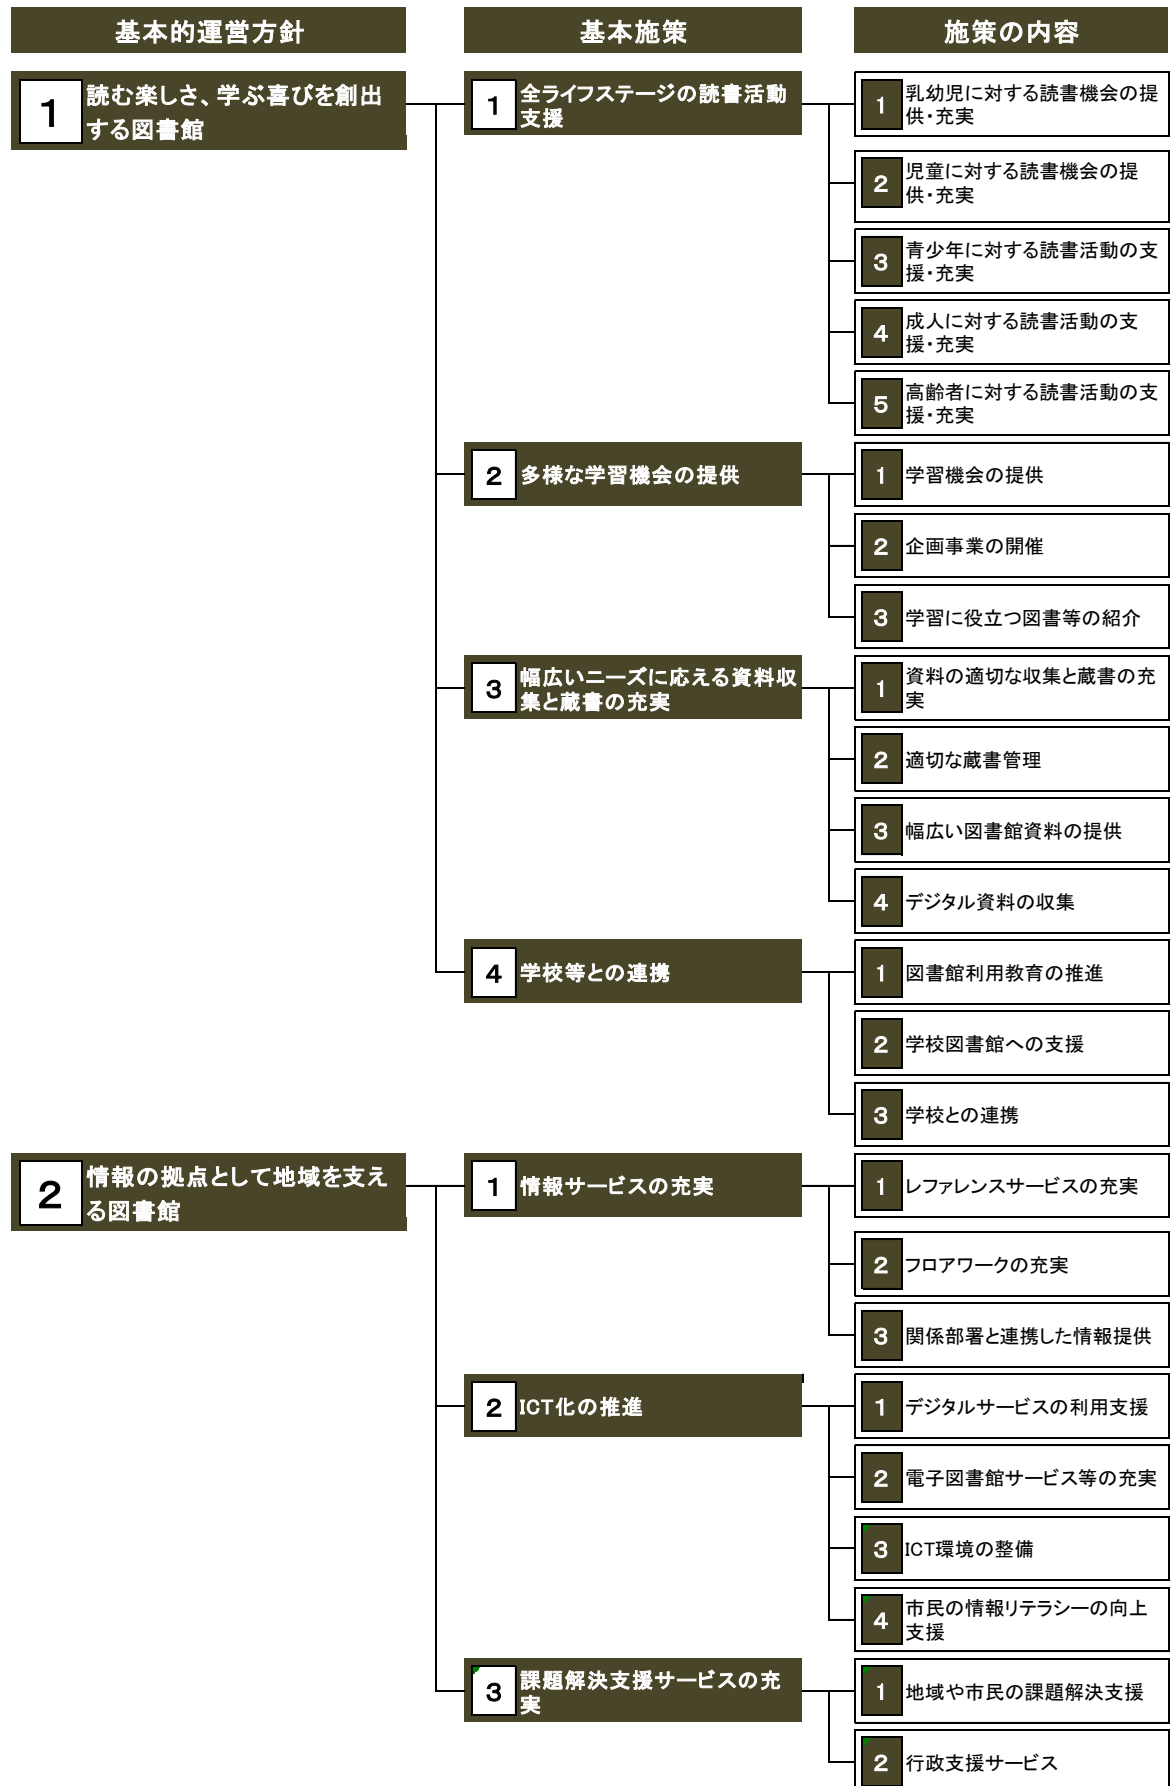 基本的運営方針
基本施策
施策の内容
1
読む楽しさ、学ぶ喜びを創出
する図書館
1
全ライフステージの読書活動
支援
1
乳幼児に対する読書機会の提
供・充実
2
児童に対する読書機会の提
供・充実
3
青少年に対する読書活動の支
援・充実
4
成人に対する読書活動の支
援・充実
5
高齢者に対する読書活動の支
援・充実
2
多様な学習機会の提供
1
学習機会の提供
2
企画事業の開催
3
学習に役立つ図書等の紹介
3
幅広いニーズに応える資料収
集と蔵書の充実
1
資料の適切な収集と蔵書の充
実
2
適切な蔵書管理
3
幅広い図書館資料の提供
4
デジタル資料の収集
4
学校等との連携
1
図書館利用教育の推進
2
学校図書館への支援
3
学校との連携
2
情報の拠点として地域を支え
る図書館
1
情報サービスの充実
1
レファレンスサービスの充実
2
フロアワークの充実
3
関係部署と連携した情報提供
2
ICT化の推進
1
デジタルサービスの利用支援
2
電子図書館サービス等の充実
3
ICT環境の整備
4
市民の情報リテラシーの向上
支援
3
課題解決支援サービスの充
実
1
地域や市民の課題解決支援
2
行政支援サービス